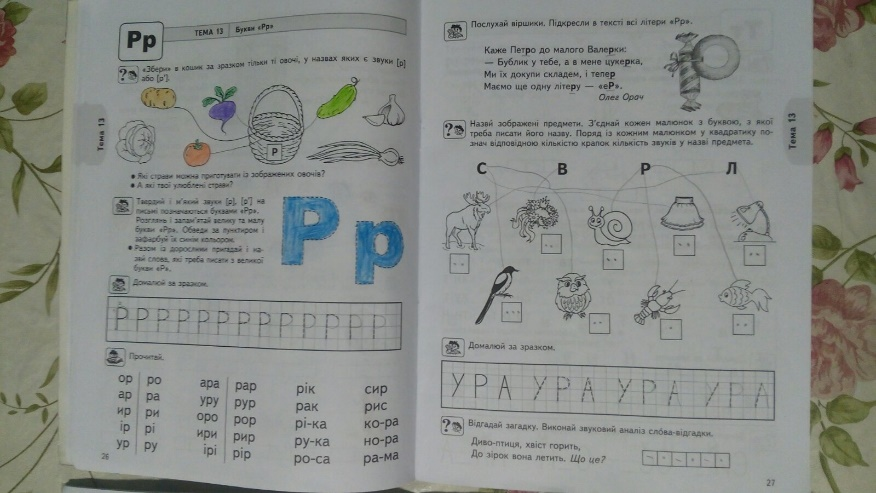 Рр
ТЕМА 13
Букви «Рр»
«Збери» в кошик за зразком тільки ті овочі, у назвах яких є звуки [р]
або [р'].
Р
• Які страви можна приготувати із зображених овочів?
• А які твої улюблені страви?
Твердий і м'який звуки [р], [р'] на
письмі позначаються буквами «Рр».
Розглянь і запам'ятай велику та малу
букви «Рр». Обведи за пунктиром і
зафарбуй їх синім кольором.
• Разом із дорослими пригадай і на-
зви слова, які треба писати з великої
букви «Р».
Рр
Домалюй за зразком.
Р Р Р Р Р Р Р Р Р Р Р Р Р Р
Прочитай.
ор ро ара рар рік сир
ар ра уру рур рак рис
ир ри оро рор рі-ка ко-ра
ір рі ири рир ру-ка но-ра
ур ру ірі рір ро-са ра-ма
26
Тема 13
Послухай віршики. Підкресли в тексті всі літери «Рр».
Каже Петро до малого Валерки:
— Бублик у тебе, а в мене цукерка,
Ми їх докупи складем, і тепер
Маємо ще одну літеру — «еР».
Олег Орач
Назви зображені предмети. З'єднай кожен малюнок з буквою, з якої
треба писати його назву. Поряд із кожним малюнком у квадратику по-
знач відповідною кількістю крапок кількість звуків у назві предмета.
С В Р Л
Домалюй за зразком.
УРА УРА УРА УРА
Відгадай загадку. Виконай звуковий аналіз слова-відгадки.
Диво-птиця, хвіст горить,
До зірок вона летить. Що це?
27
Тема 13